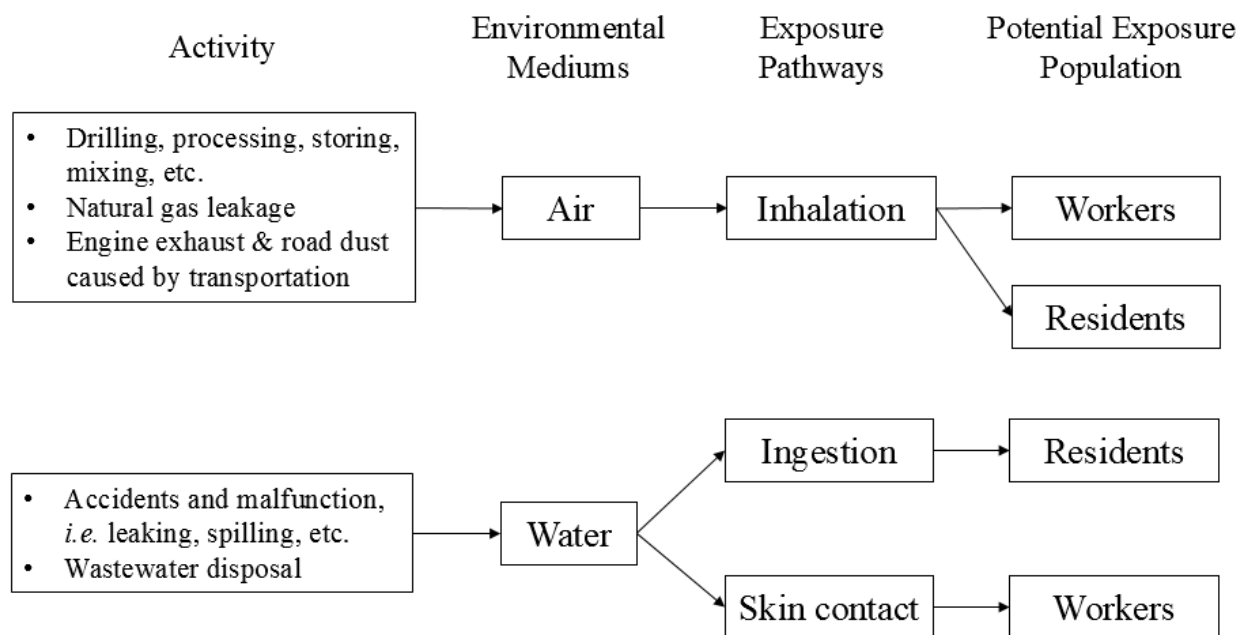 Activity
Environmental
Mediums
Exposure
Pathways
Potential Exposure
Population
• Drilling, processing, storing,
mixing, etc.
• Natural gas leakage
• Engine exhaust & road dust
caused by transportation
Air
Inhalation
Workers
Residents
• Accidents and malfunction,
i.e. leaking, spilling, etc.
• Wastewater disposal
Water
Ingestion
Residents
Skin contact
Workers